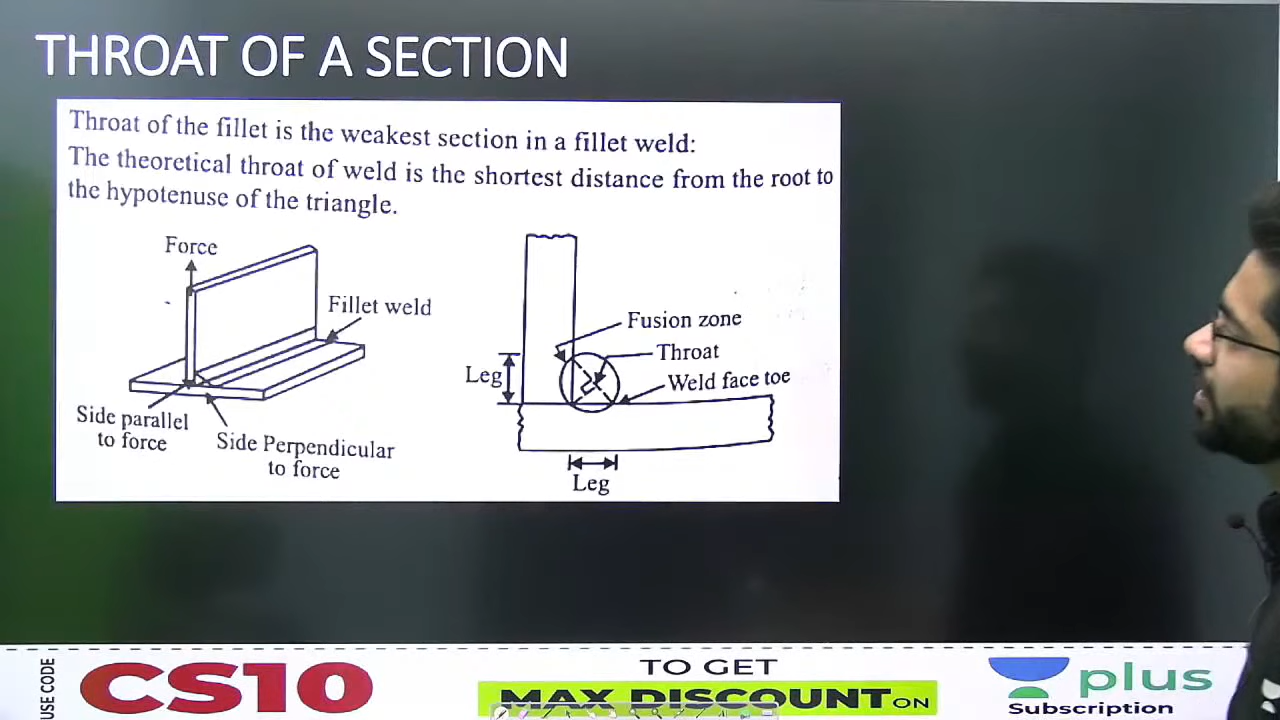 THROAT OF A SECTION
Throat of the fillet is the weakest section in a fillet weld:
The theoretical throat of weld is the shortest distance from the root to
the hypotenuse of the triangle.
Force
Fillet weld
Side parallel
to force
Side Perpendicular
to force
Fusion zone
Throat
Weld face toe
Leg
Leg
USE CODE
CS10
TO GET
MAX DISCOUNT ON
plus
Subscription